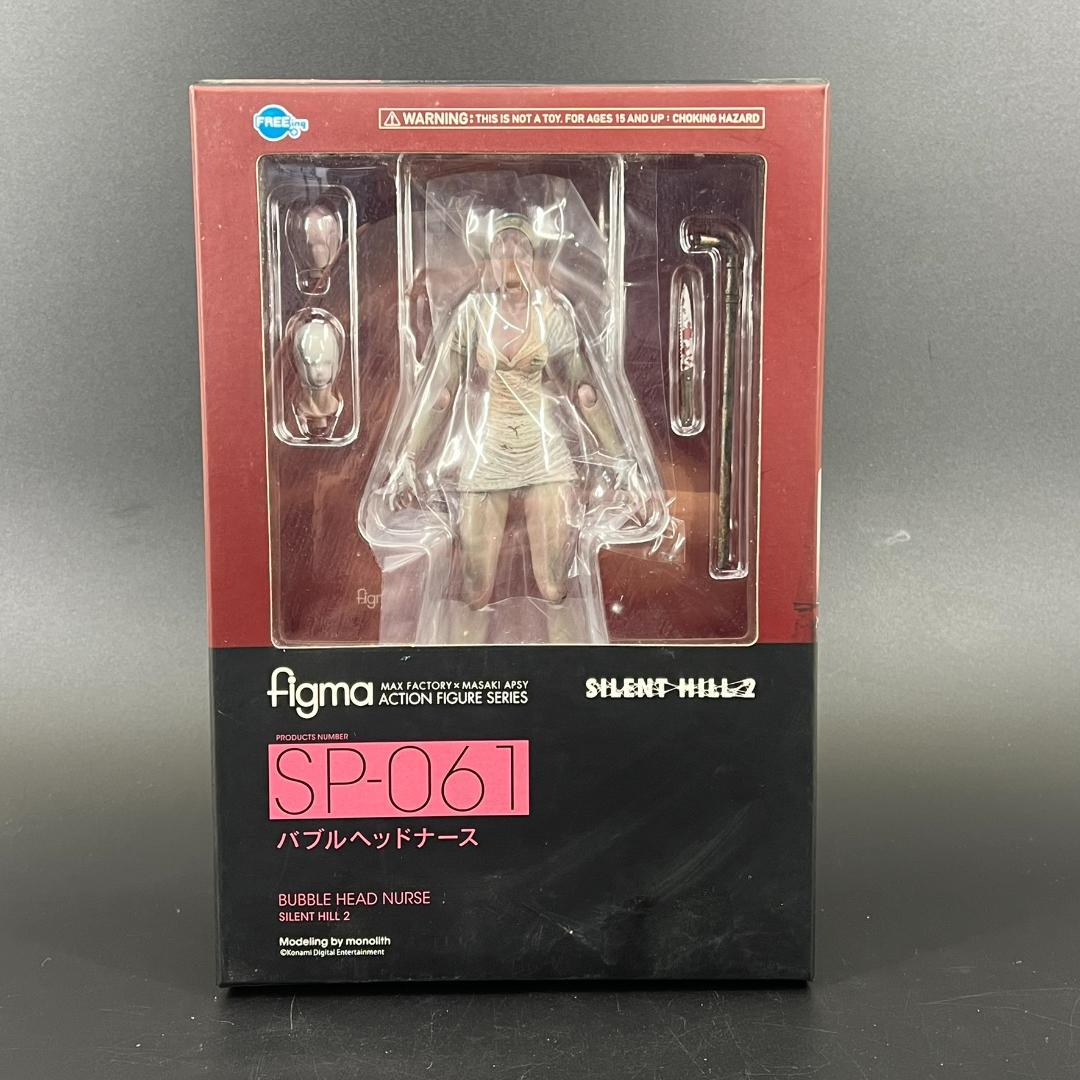 FREEing
WARNING: THIS IS NOT A TOY. FOR AGES 15 AND UP : CHOKING HAZARD
figma
MAX FACTORY × MASAKI APSY
ACTION FIGURE SERIES
SILENT HILL 2
PRODUCTS NUMBER
SP-061
バブルヘッドナース
BUBBLE HEAD NURSE
SILENT HILL 2
Modeling by monolith
©Konami Digital Entertainment